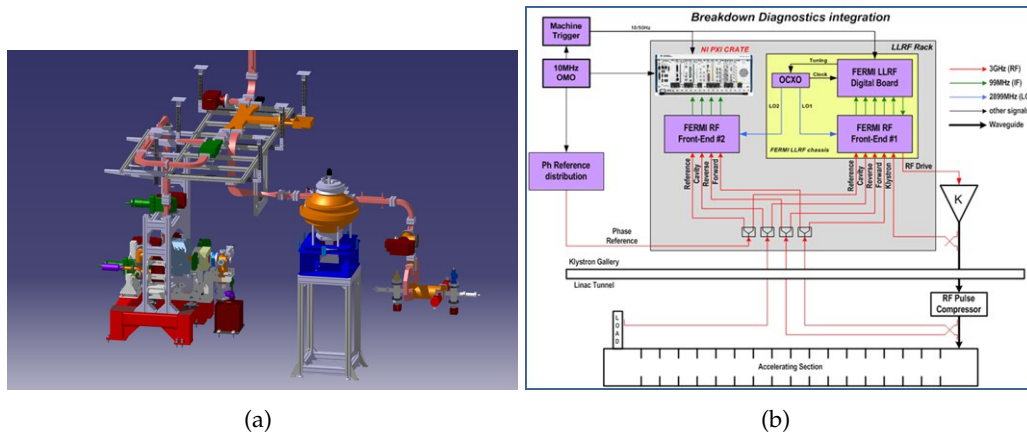 Breakdown Diagnostics integration
Machine
Trigger
10/50Hz
LLRF Rack
NI PXI CRATE
10MHz
OMO
Tuning
OCXO
Clock
FERMI LLRF
Digital Board
LO2
LO1
FERMI RF
Front-End #2
FERMI RF
Front-End #1
FERMI LLRF chassis
3GHz (RF)
99MHz (IF)
2899MHz (LO
other signals
Waveguide
Ph Reference
distribution
Reference
Cavity
Reverse
Forward
Reference
Cavity
Reverse
Forward
Klystron
RF Drive
K
Phase
Reference
Klystron Gallery
Linac Tunnel
RF Pulse
Compressor
LOAD
Accelerating Section
(a)
(b)